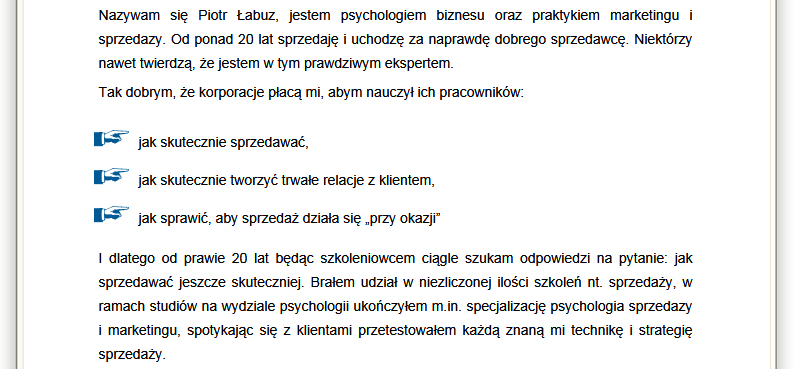 Nazywam się Piotr Łabuz, jestem psychologiem biznesu oraz praktykiem marketingu i
sprzedazy. Od ponad 20 lat sprzedaję i uchodzę za naprawdę dobrego sprzedawcę. Niektórzy
nawet twierdzą, że jestem w tym prawdziwym ekspertem.
Tak dobrym, że korporacje płacą mi, abym nauczył ich pracowników:
jak skutecznie sprzedawać,
jak skutecznie tworzyć trwałe relacje z klientem,
jak sprawić, aby sprzedaż działa się „przy okazji”
I dlatego od prawie 20 lat będąc szkoleniowcem ciągle szukam odpowiedzi na pytanie: jak
sprzedawać jeszcze skuteczniej. Brałem udział w niezliczonej ilości szkoleń nt. sprzedaży, w
ramach studiów na wydziale psychologii ukończyłem m.in. specjalizację psychologia sprzedazy
i marketingu, spotykając się z klientami przetestowałem każdą znaną mi technikę i strategię
sprzedaży.